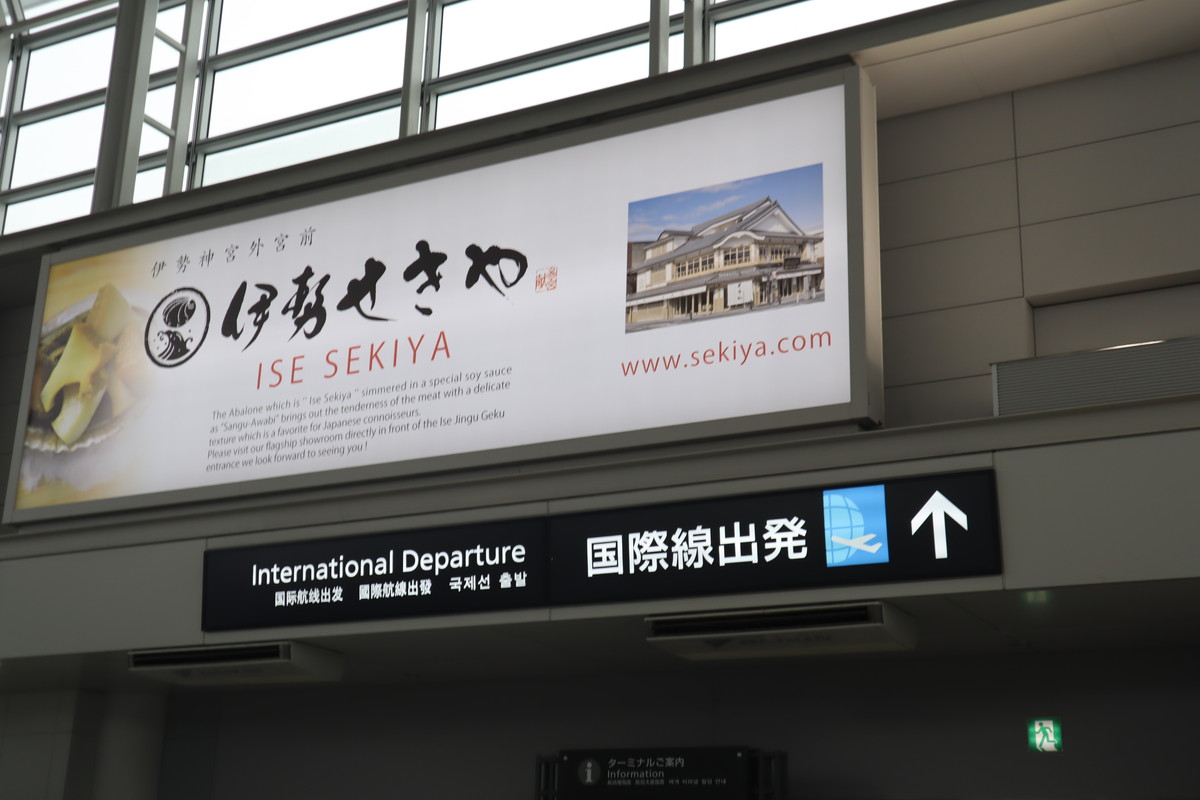 伊勢神宮外宮前
伊勢せきや
ISE SEKIYA
The Abalone which is " Ise Sekiya " simmered in a special soy sauce
as "Sangu-Awabi" brings out the tenderness of the meat with a delicate
texture which is a favorite for Japanese connoisseurs.
Please visit our flagship showroom directly in front of the Ise Jingu Geku
entrance we look forward to seeing you !
www.sekiya.com
International Departure
国际航线出发 國際航線出發 국제선 출발
国際線出発
ターミナルご案内
Information